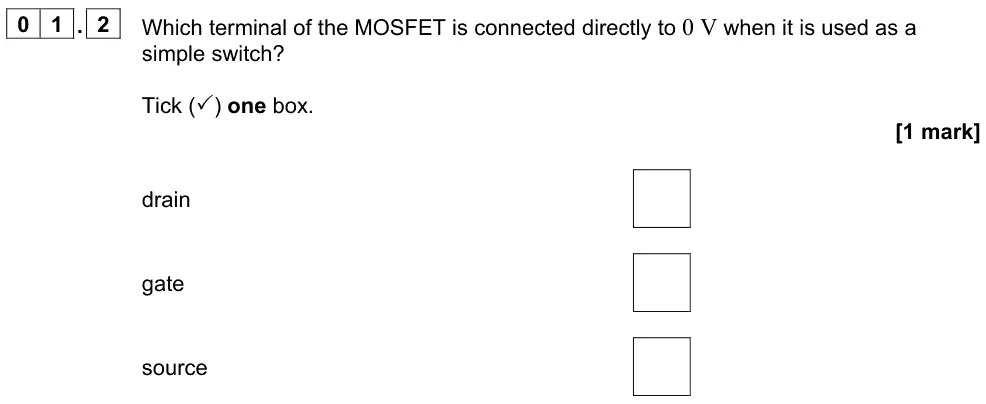 0 1 . 2 Which terminal of the MOSFET is connected directly to 0 V when it is used as a
simple switch?
Tick (✓) one box.
[1 mark]
drain
gate
source